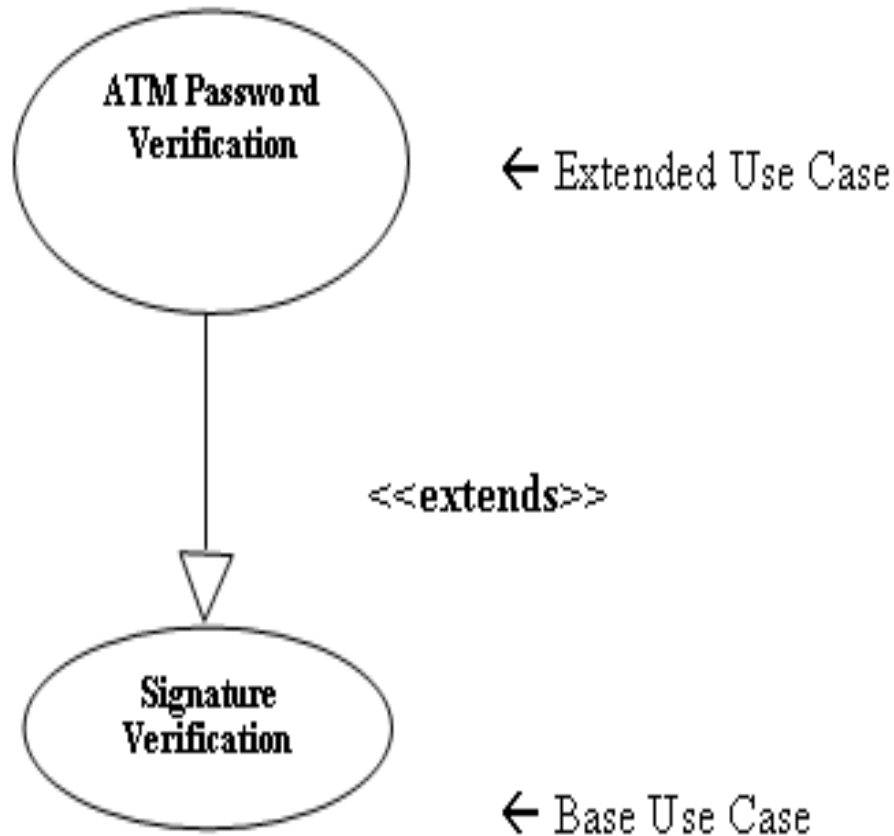 ATM Password
Verification
← Extended Use Case
<<extends>>
Signature
Verification
← Base Use Case